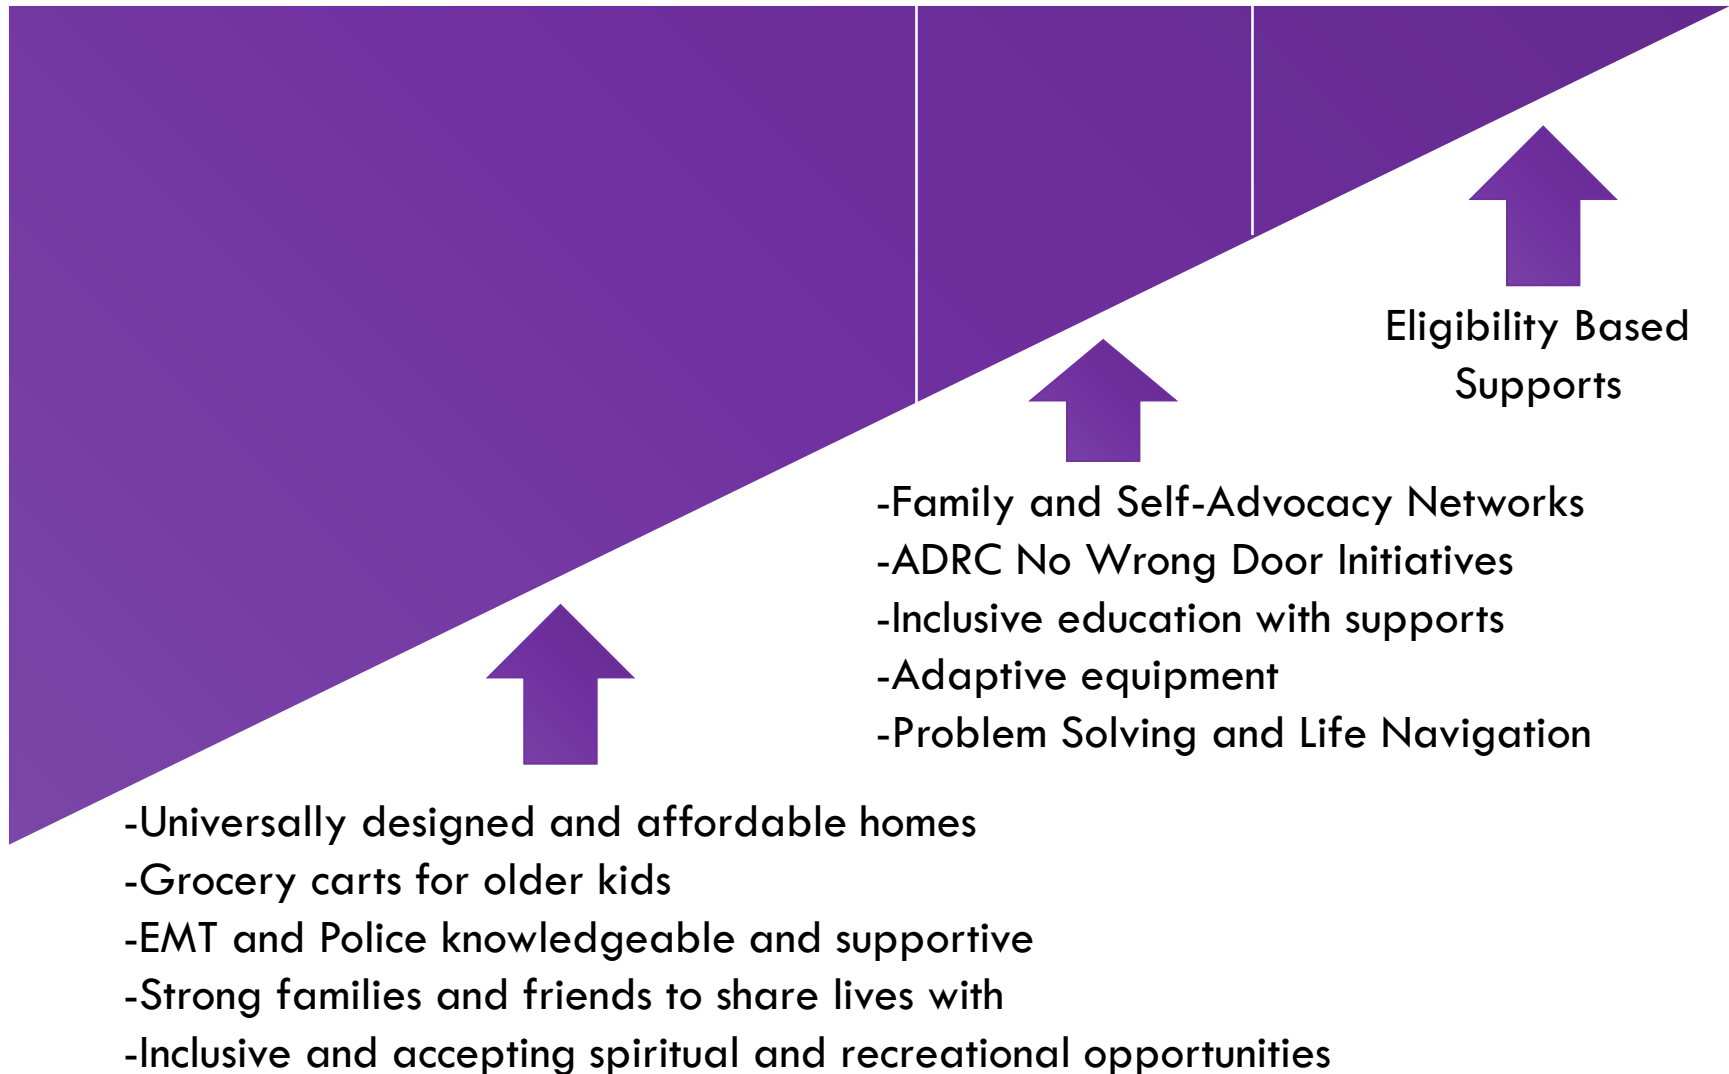 Eligibility Based
Supports
-Family and Self-Advocacy Networks
-ADRC No Wrong Door Initiatives
-Inclusive education with supports
-Adaptive equipment
-Problem Solving and Life Navigation
-Universally designed and affordable homes
-Grocery carts for older kids
-EMT and Police knowledgeable and supportive
-Strong families and friends to share lives with
-Inclusive and accepting spiritual and recreational opportunities